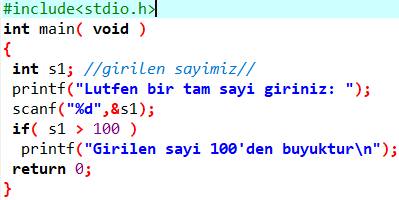 #include<stdio.h>
int main( void )
{
int s1; //girilen sayimiz//
printf("Lutfen bir tam sayi giriniz: ");
scanf("%d",&s1);
if( s1 > 100 )
printf("Girilen sayi 100'den buyuktur\n");
return 0;
}